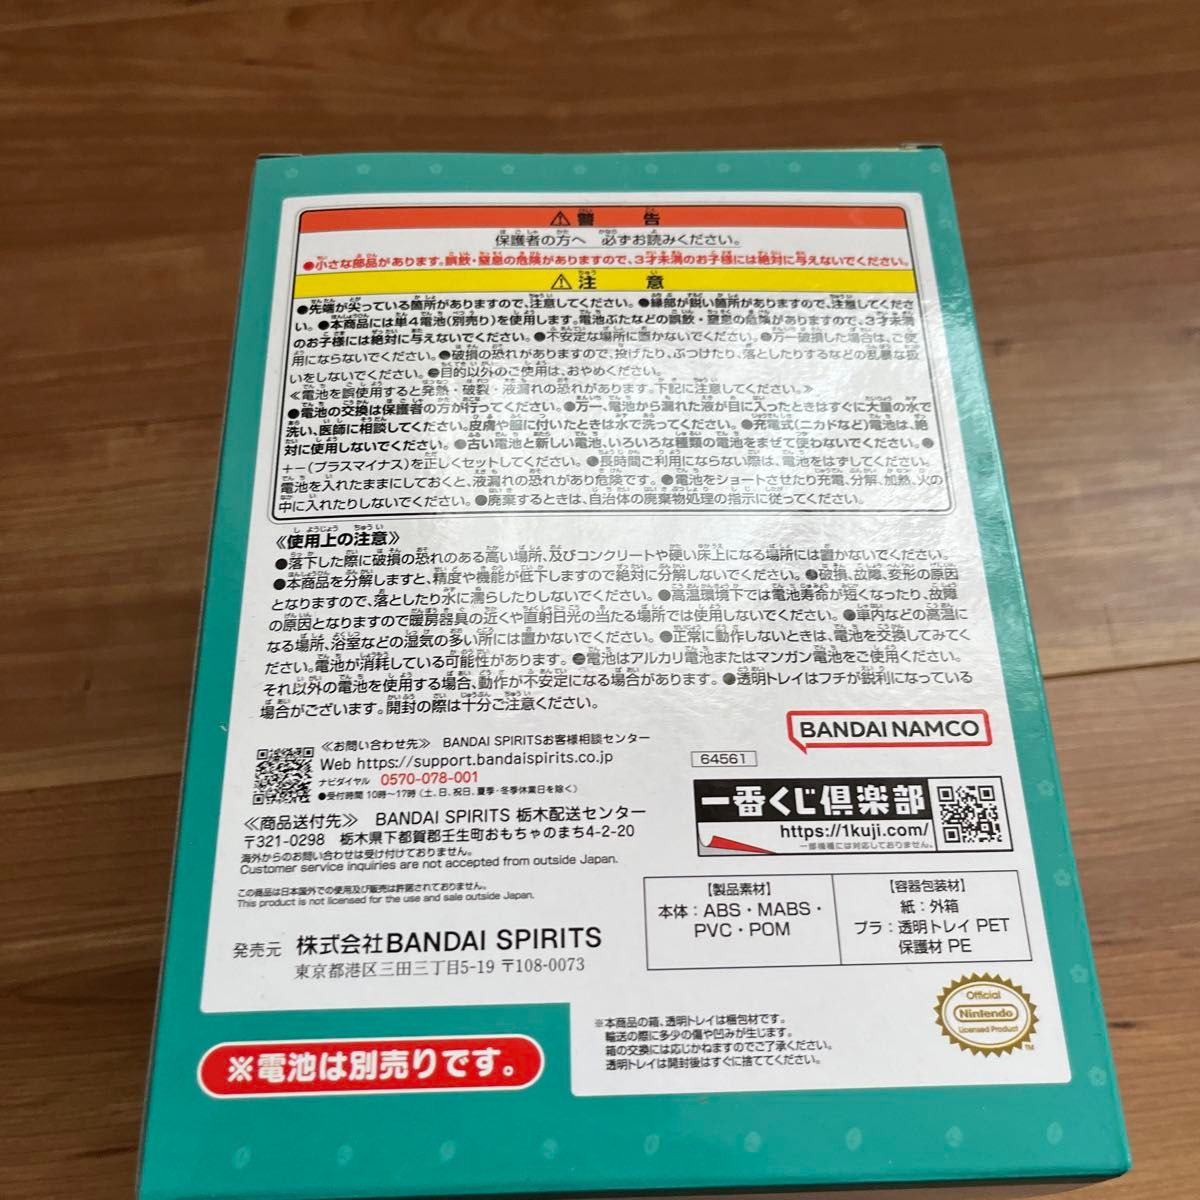 ⚠警告
保護者の方へ 必ずお読みください。
●小さな部品があります。誤飲・窒息の危険がありますので、3才未満のお子様には絶対に与えないでください。
⚠注意
●先端が尖っている箇所がありますので、注意してください。●縁部が鋭い箇所がありますので、注意してくださ
い。●本商品には単4電池(別売り)を使用します。電池ぶたなどの誤飲・窒息の危険がありますので、3才未満
のお子様には絶対に与えないでください。●不安定な場所に置かないでください。●万一破損した場合は、ご使
用にならないでください。●破損の恐れがありますので、投げたり、ぶつけたり、落としたりするなどの乱暴な扱
いをしないでください。●目的以外のご使用は、おやめください。
≪電池を誤使用すると発熱・破裂・液漏れの恐れがあります。下記に注意してください。≫
●電池の交換は保護者の方が行ってください。●万一、電池から漏れた液が目に入ったときはすぐに大量の水で
洗い、医師に相談してください。皮膚や服に付いたときは水で洗ってください。●充電式(ニカドなど)電池は、絶
対に使用しないでください。●古い電池と新しい電池、いろいろな種類の電池をまぜて使わないでください。●
+−(プラスマイナス)を正しくセットしてください。●長時間ご利用にならない際は、電池をはずしてください。
電池を入れたままにしておくと、液漏れの恐れがあり危険です。●電池をショートさせたり充電、分解、加熱、火の
中に入れたりしないでください。●廃棄するときは、自治体の廃棄物処理の指示に従ってください。
≪使用上の注意≫
●落下した際に破損の恐れのある高い場所、及びコンクリートや硬い床上になる場所には置かないでください。
●本商品を分解しますと、精度や機能が低下しますので絶対に分解しないでください。●破損、故障、変形の原因
となりますので、落としたり水に濡らしたりしないでください。●高温環境下では電池寿命が短くなったり、故障
の原因となりますので暖房器具の近くや直射日光の当たる場所では使用しないでください。●車内などの高温に
なる場所、浴室などの湿気の多い所には置かないでください。●正常に動作しないときは、電池を交換してみてく
ださい。電池が消耗している可能性があります。●電池はアルカリ電池またはマンガン電池をご使用ください。
それ以外の電池を使用する場合、動作が不安定になる場合があります。●透明トレイはフチが鋭利になっている
場合がございます。開封の際は十分ご注意ください。
≪お問い合わせ先≫ BANDAI SPIRITSお客様相談センター
Web https://support.bandaispirits.co.jp
ナビダイヤル 0570-078-001
●受付時間 10時〜17時(土、日、祝日、夏季・冬季休業日を除く)
≪商品送付先≫ BANDAI SPIRITS 栃木配送センター
〒321-0298 栃木県下都賀郡壬生町おもちゃのまち4-2-20
海外からのお問い合わせは受け付けておりません。
Customer service inquiries are not accepted from outside Japan.
この商品は日本国外での使用及び販売は許諾されておりません。
This product is not licensed for the use and sale outside Japan.
発売元 株式会社BANDAI SPIRITS
東京都港区三田三丁目5-19 〒108-0073
BANDAI NAMCO
64561
一番くじ倶楽部
https://1kuji.com/
一部機種には対応しておりません。
【製品素材】
本体：ABS・MABS・
PVC・POM
【容器包装材】
紙：外箱
プラ：透明トレイ PET
保護材 PE
Official
Nintendo
Licensed Product
TM
※本商品の箱、透明トレイは梱包材です。
輸送の際に多少の傷や凹みが生じます。
箱の交換には応じかねますのでご了承ください。
透明トレイは開封後はすぐに捨ててください。
※電池は別売りです。